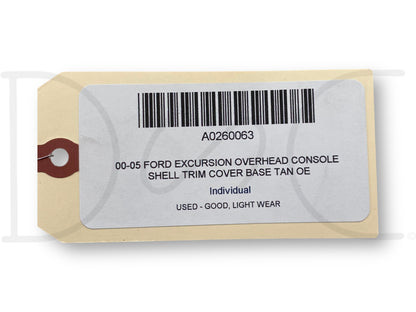 A0260063
00-05 FORD EXCURSION OVERHEAD CONSOLE
SHELL TRIM COVER BASE TAN OE
Individual
USED - GOOD, LIGHT WEAR